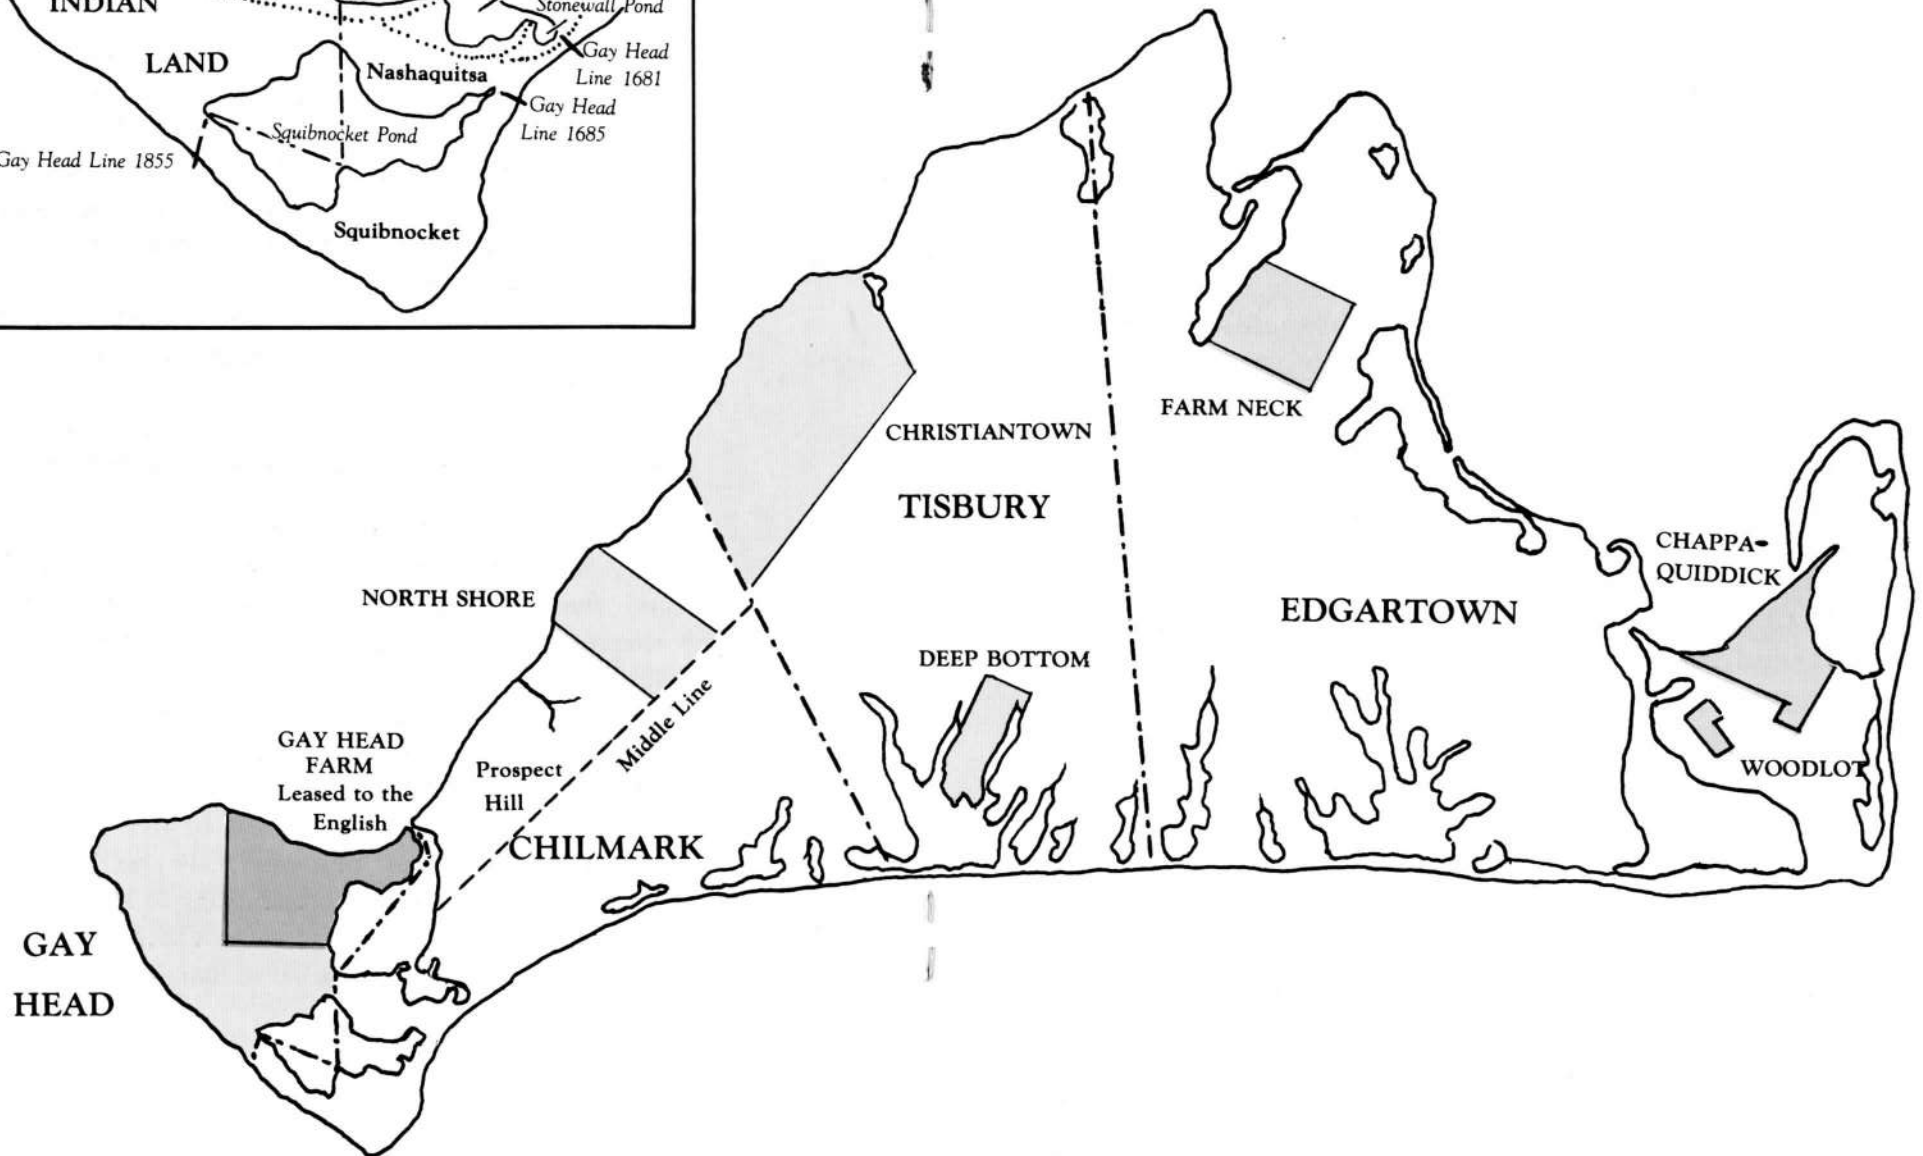 INDIAN
LAND
Stonewall Pond
Gay Head
Line 1681
Nashaquitsa
Gay Head
Line 1685
Squibnocket Pond
Gay Head Line 1855
Squibnocket
CHRISTIANTOWN
TISBURY
FARM NECK
NORTH SHORE
CHAPPA-
QUIDDICK
EDGARTOWN
DEEP BOTTOM
WOODLOT
Middle Line
GAY HEAD
FARM
Leased to the
English
Prospect
Hill
CHILMARK
GAY
HEAD